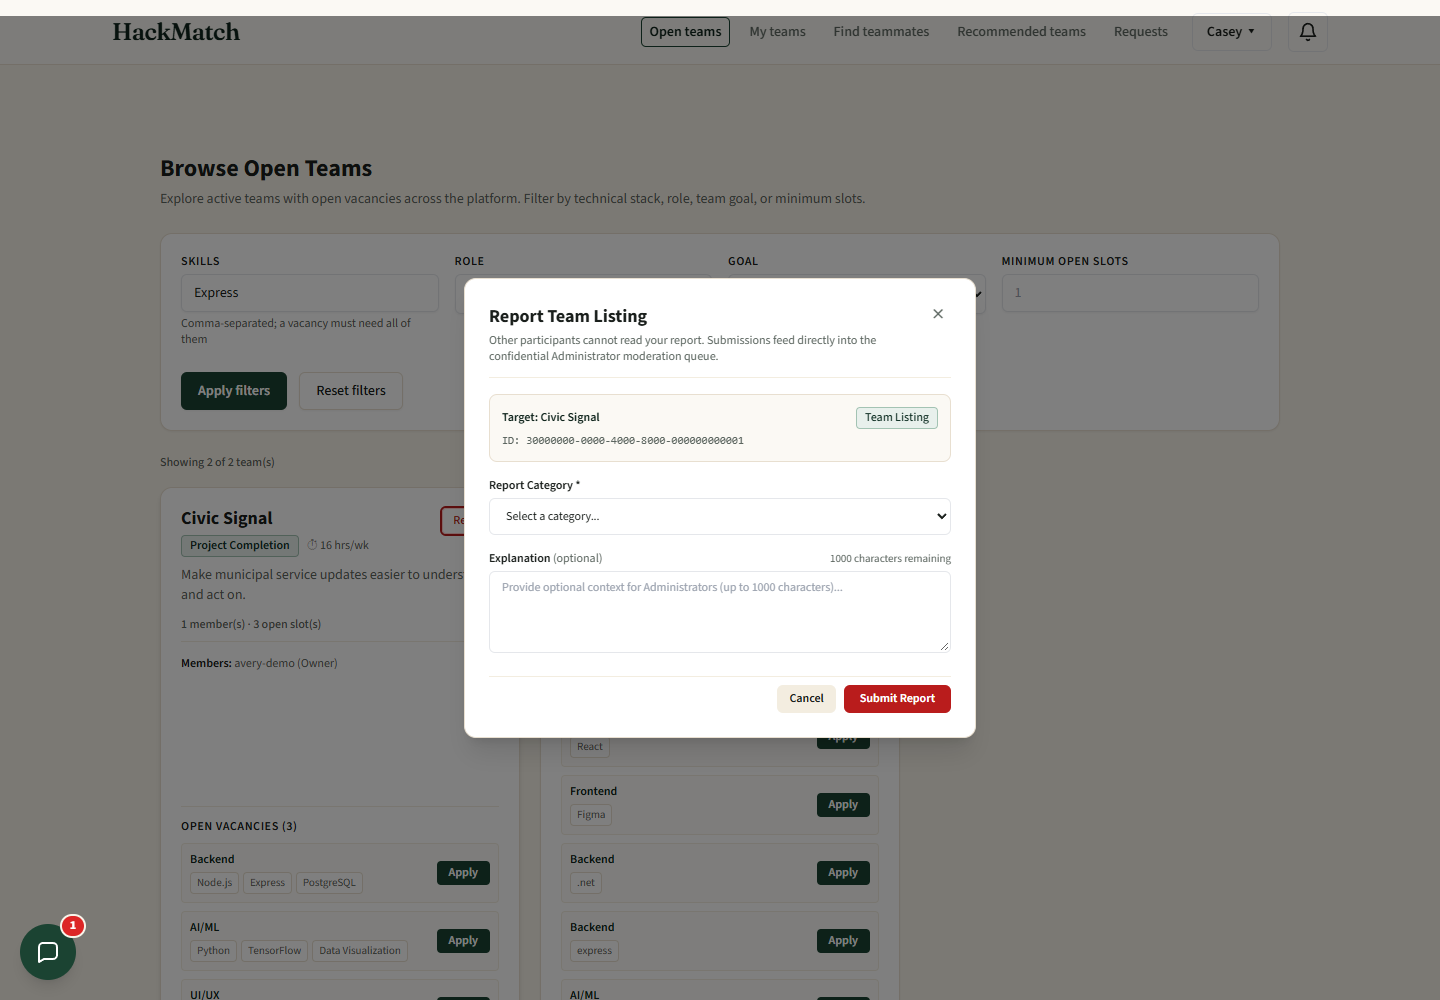 HackMatch
Open teams
My teams
Find teammates
Recommended teams
Requests
Casey
Browse Open Teams
Explore active teams with open vacancies across the platform. Filter by technical stack, role, team goal, or minimum slots.
SKILLS
ROLE
GOAL
MINIMUM OPEN SLOTS
Express
1
Comma-separated; a vacancy must need all of
them
Apply filters
Reset filters
Showing 2 of 2 team(s)
Report Team Listing
Other participants cannot read your report. Submissions feed directly into the
confidential Administrator moderation queue.
Target: Civic Signal
Team Listing
ID: 30000000-0000-4000-8000-000000000001
Report Category *
Select a category...
Explanation (optional)
1000 characters remaining
Provide optional context for Administrators (up to 1000 characters)...
Cancel
Submit Report
Civic Signal
Project Completion
16 hrs/wk
Make municipal service updates easier to
and act on.
1 member(s) · 3 open slot(s)
Members: avery-demo (Owner)
OPEN VACANCIES (3)
Backend
Node.js
Express
PostgreSQL
Apply
AI/ML
Python
TensorFlow
Data Visualization
Apply
UI/UX
React
Apply
Frontend
Figma
Apply
Backend
.net
Apply
Backend
express
Apply
AI/ML
1